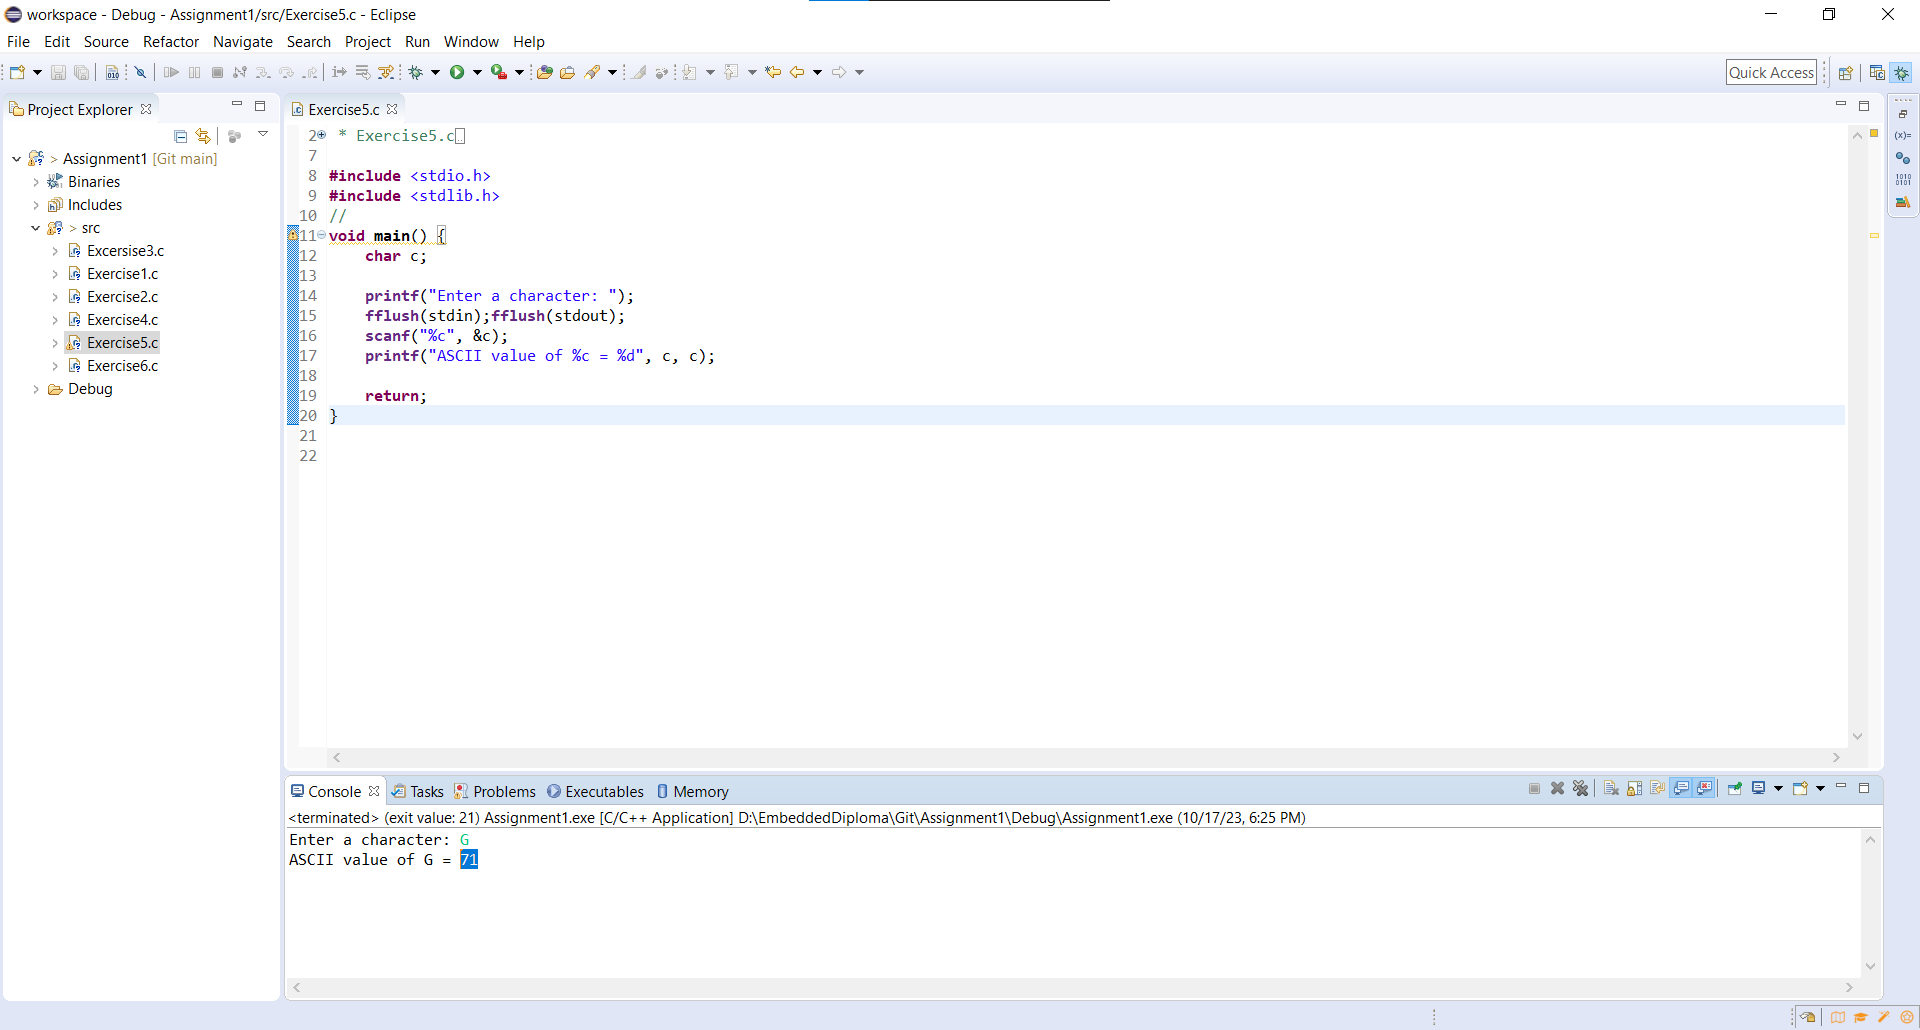 workspace - Debug - Assignment1/src/Exercise5.c - Eclipse
File Edit Source Refactor Navigate Search Project Run Window Help
Quick Access
Project Explorer
Assignment1 [Git main]
Binaries
Includes
src
Excersise3.c
Exercise1.c
Exercise2.c
Exercise4.c
Exercise5.c
Exercise6.c
Debug
Exercise5.c
2 * Exercise5.c
7
8 #include <stdio.h>
9 #include <stdlib.h>
10 //
11 void main() {
12 char c;
13
14 printf("Enter a character: ");
15 fflush(stdin);fflush(stdout);
16 scanf("%c", &c);
17 printf("ASCII value of %c = %d", c, c);
18
19 return;
20 }
21
22
Console Tasks Problems Executables Memory
<terminated> (exit value: 21) Assignment1.exe [C/C++ Application] D:\EmbeddedDiploma\Git\Assignment1\Debug\Assignment1.exe (10/17/23, 6:25 PM)
Enter a character: G
ASCII value of G = 71